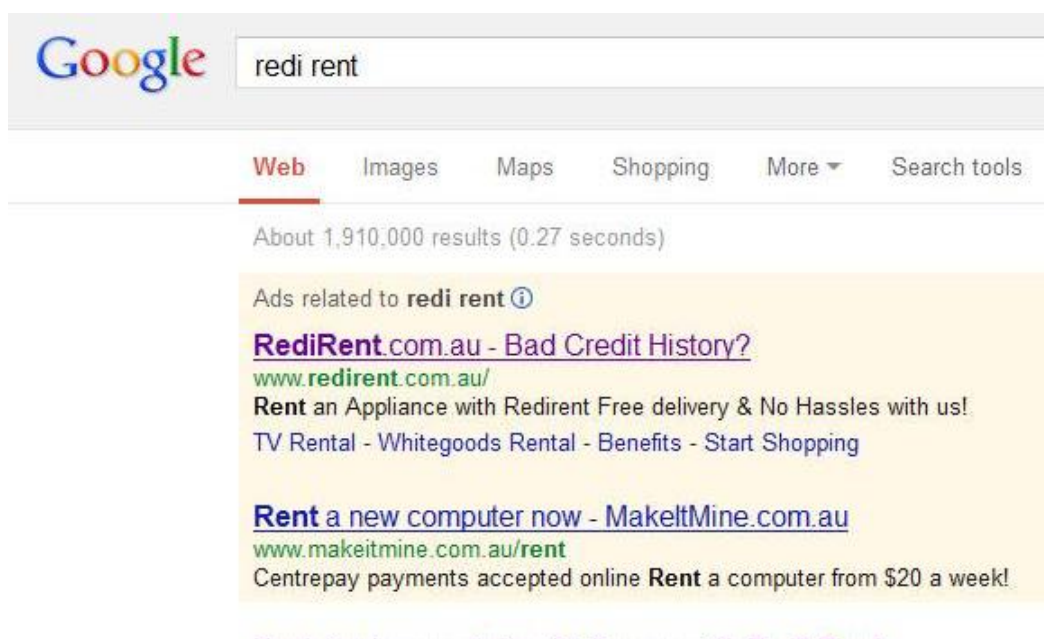 Google redi rent
Web Images Maps Shopping More Search tools
About 1,910,000 results (0.27 seconds)
Ads related to redi rent
RediRent.com.au - Bad Credit History?
www.redirent.com.au/
Rent an Appliance with Redirent Free delivery & No Hassles with us!
TV Rental - Whitegoods Rental - Benefits - Start Shopping
Rent a new computer now - MakeItMine.com.au
www.makeitmine.com.au/rent
Centrepay payments accepted online Rent a computer from $20 a week!